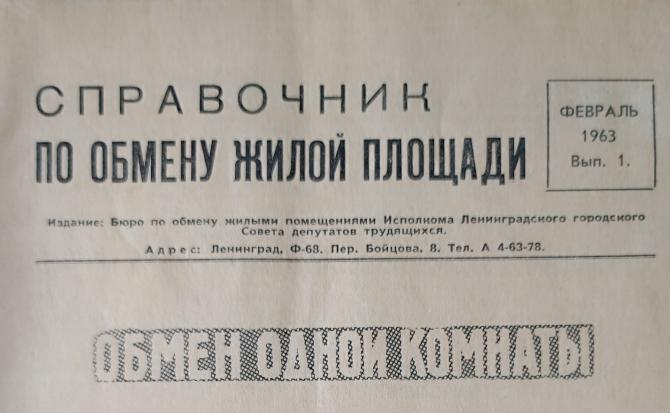 СПРАВОЧНИК
ПО ОБМЕНУ ЖИЛОЙ ПЛОЩАДИ
ФЕВРАЛЬ
1963
Вып. 1.
Издание: Бюро по обмену жилыми помещениями Исполкома Ленинградского городского
Совета депутатов трудящихся.
Адрес: Ленинград, Ф-68. Пер. Бойцова, 8. Тел. А 4-63-78.
ОБМЕН ОДНОЙ КОМНАТЫ